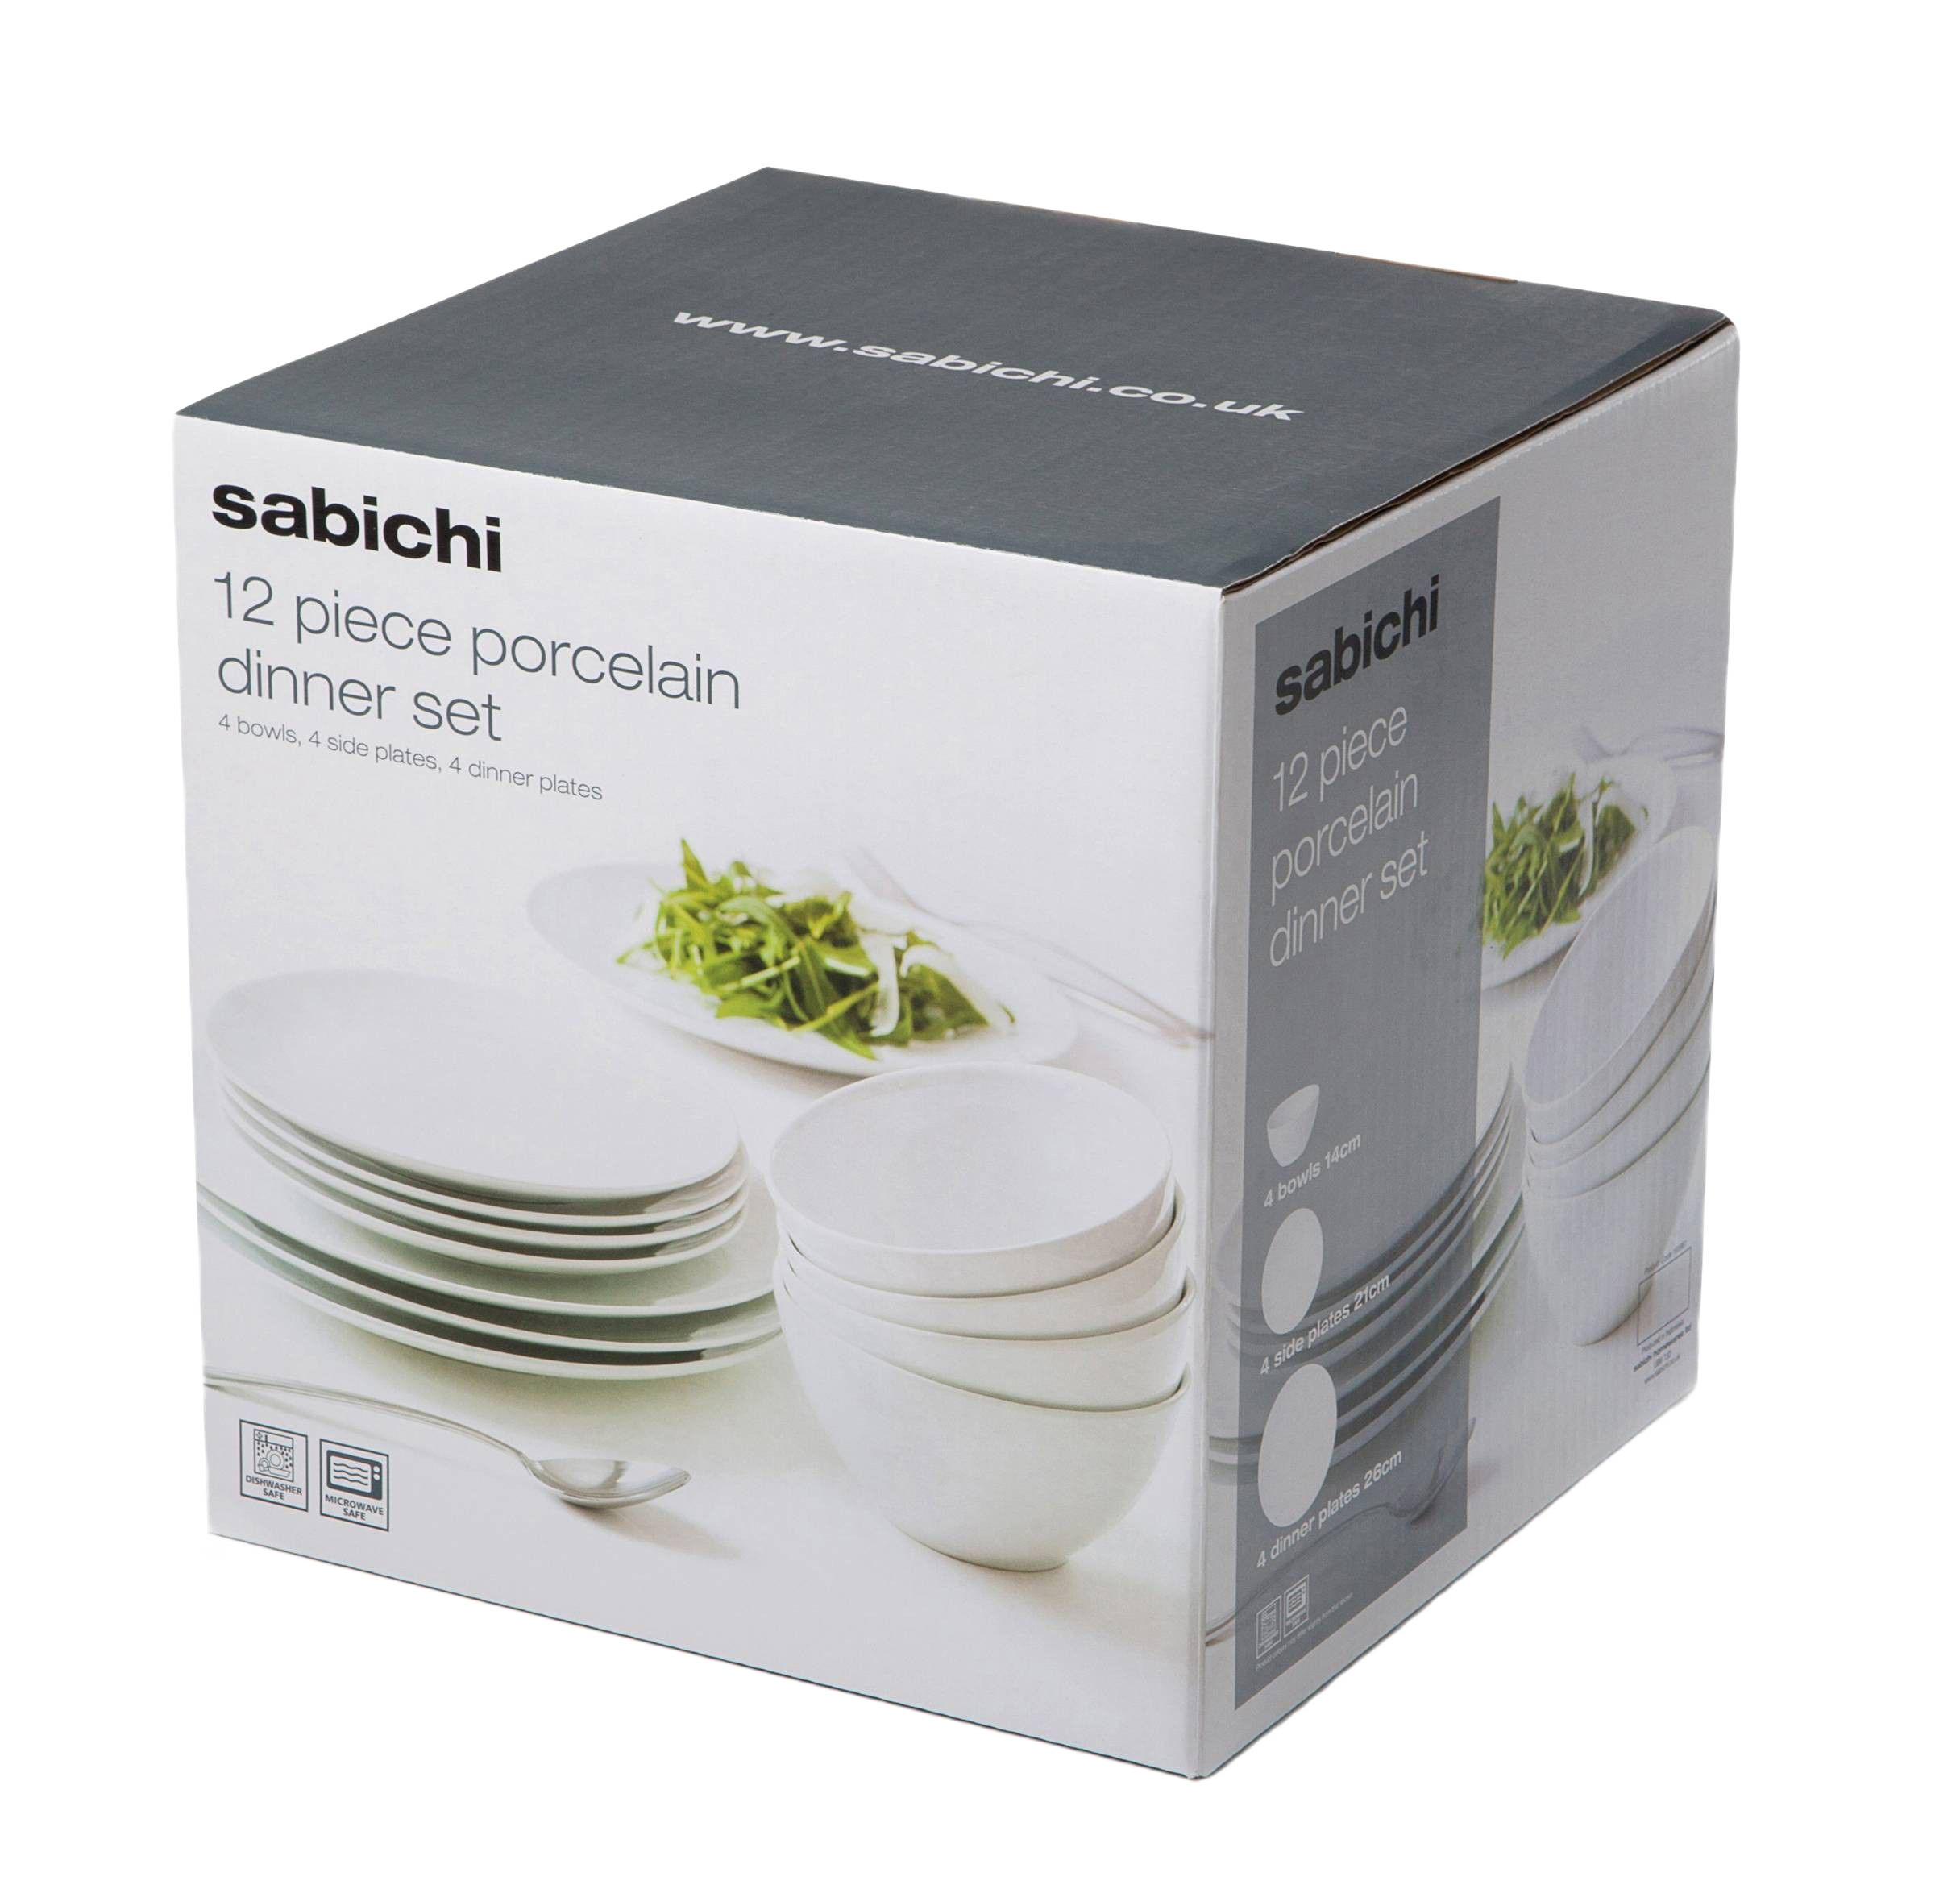 www.sabichi.co.uk
sabichi
12 piece porcelain
dinner set
4 bowls, 4 side plates, 4 dinner plates
DISHWASHER
SAFE
MICROWAVE
SAFE
sabichi
12 piece
porcelain
dinner set
4 bowls 14cm
4 side plates 21cm
4 dinner plates 26cm